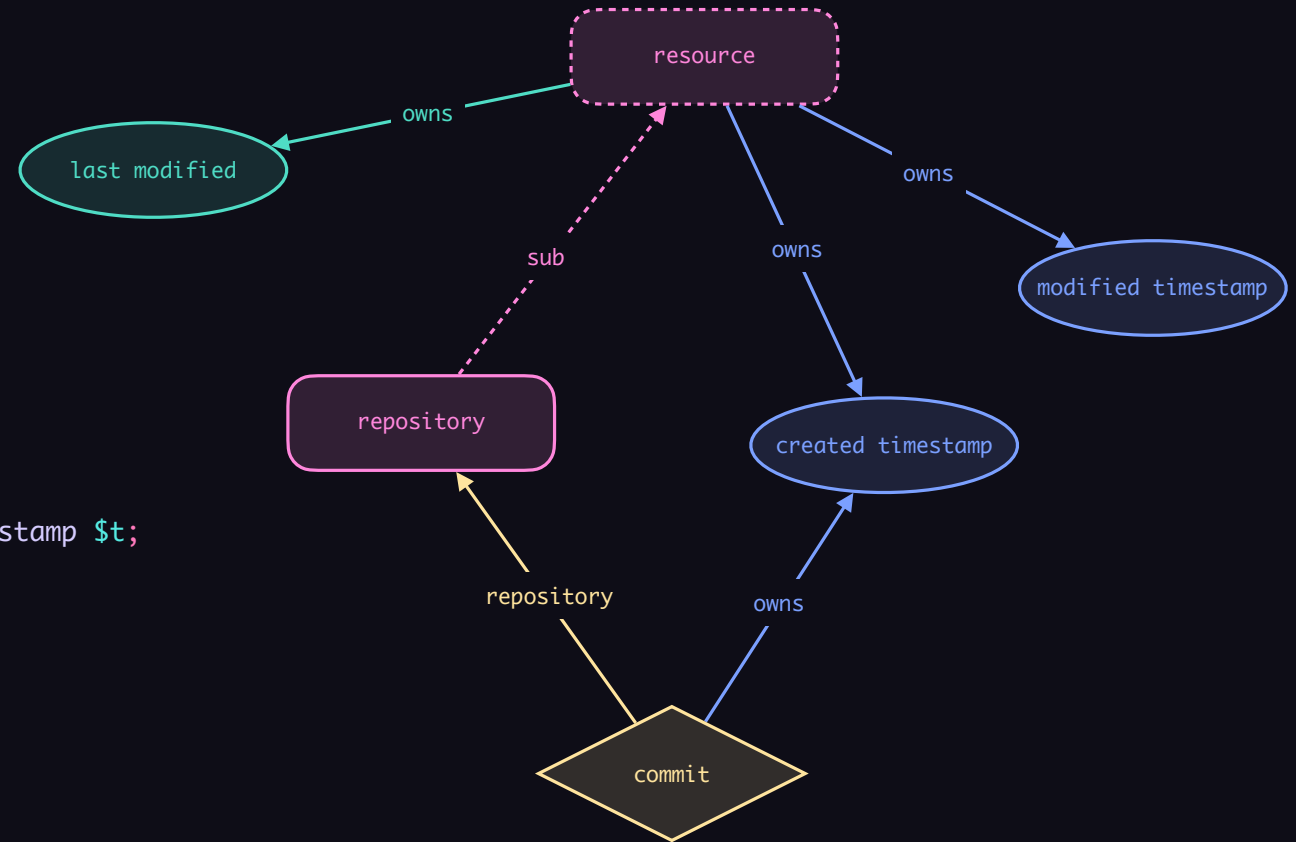 resource
owns
last modified
owns
owns
sub
modified timestamp
repository
created timestamp
stamp $t;
repository
owns
commit